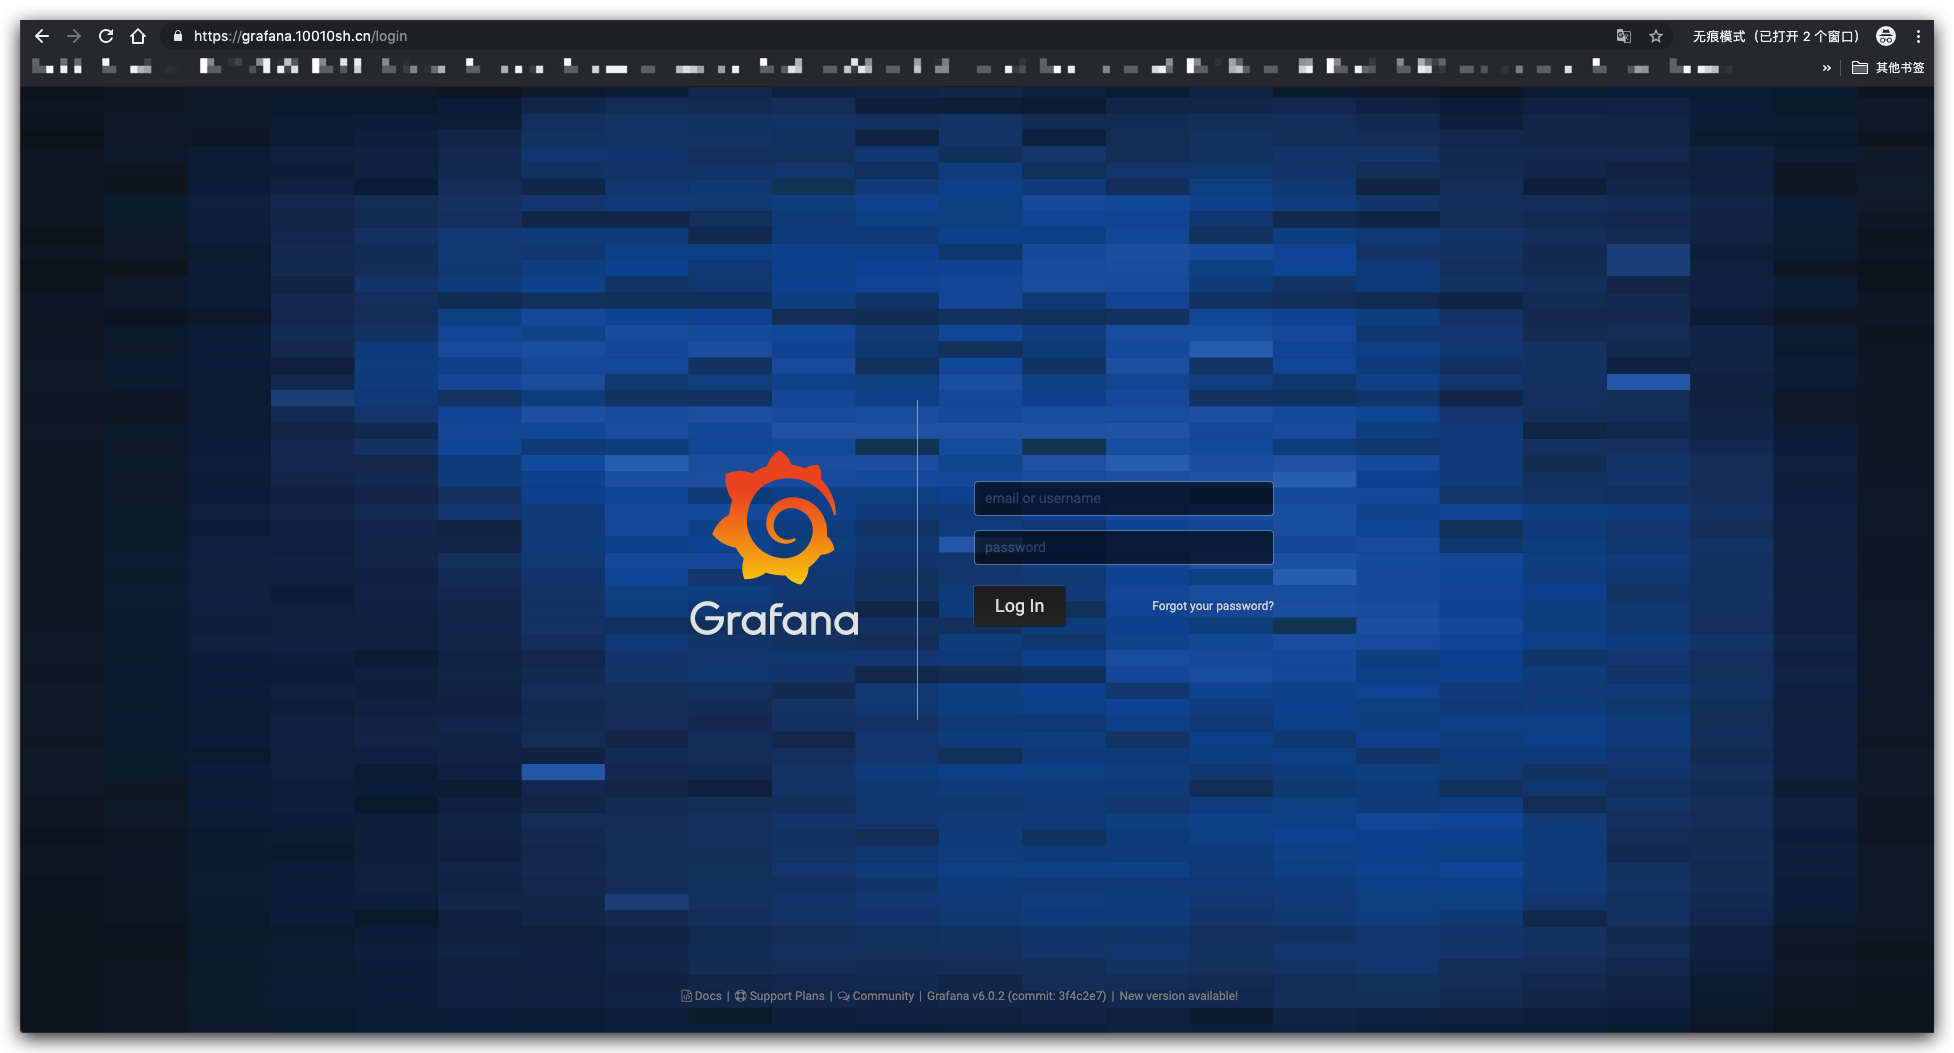 https://grafana.10010sh.cn/login
无痕模式（已打开 2 个窗口）
» 其他书签
email or username
password
Log In
Forgot your password?
Grafana
Docs | Support Plans | Community | Grafana v6.0.2 (commit: 3f4c2e7) | New version available!